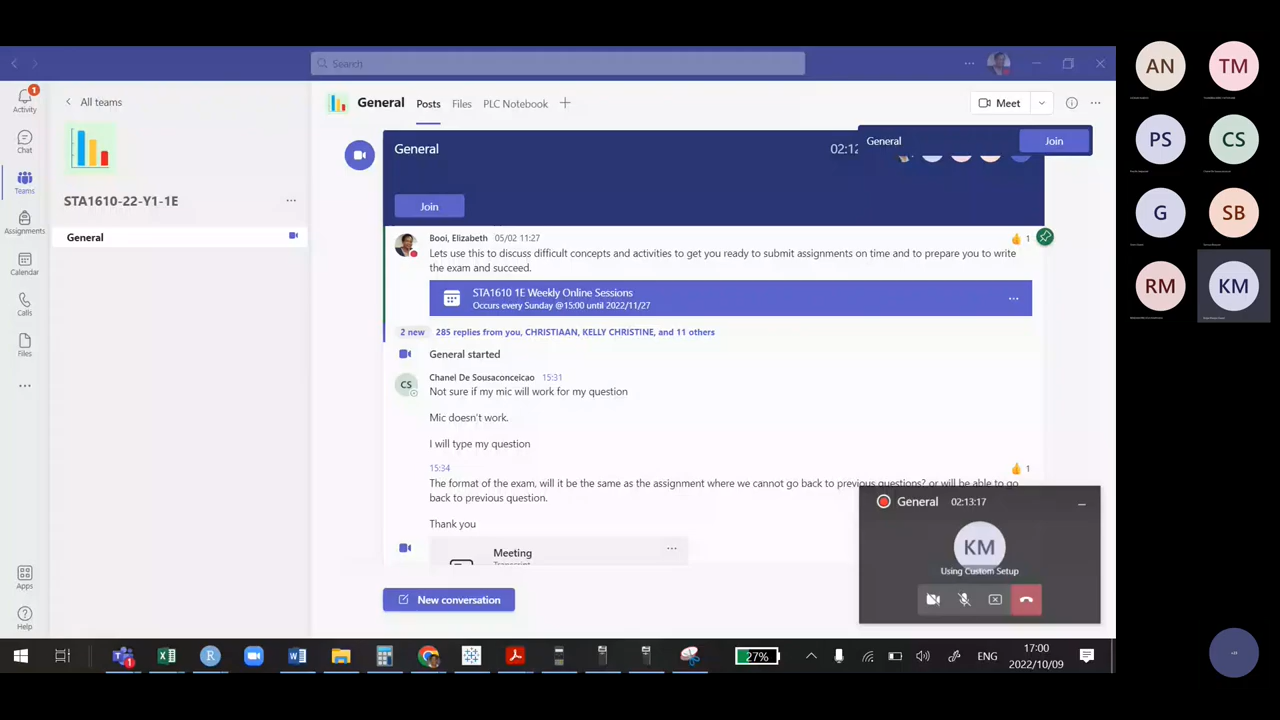 Search
AN
TM
PS
CS
G
SB
RM
KM
1
Activity
Chat
Teams
Assignments
Calendar
Calls
Files
Apps
Help
All teams
STA1610-22-Y1-1E
General
General
Posts
Files
PLC Notebook
Meet
General
02:12
General
Join
Join
Booi, Elizabeth
05/02 11:27
1
Lets use this to discuss difficult concepts and activities to get you ready to submit assignments on time and to prepare you to write
the exam and succeed.
STA1610 1E Weekly Online Sessions
Occurs every Sunday @15:00 until 2022/11/27
2 new
285 replies from you, CHRISTIAAN, KELLY CHRISTINE, and 11 others
General started
CS
Chanel De Sousaconceicao
15:31
Not sure if my mic will work for my question
Mic doesn't work.
I will type my question
15:34
1
The format of the exam, will it be the same as the assignment where we cannot go back to previous questions? or will be able to go
back to previous question.
Thank you
Meeting
New conversation
General
02:13:17
KM
Using Custom Setup
1
27%
ENG
17:00
2022/10/09